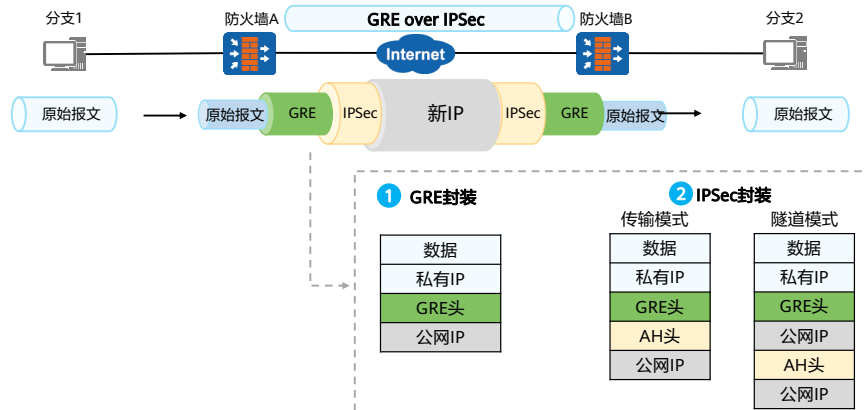 分支1
防火墙A
GRE over IPSec
防火墙B
分支2
Internet
原始报文
原始报文
GRE
IPSec
新IP
IPSec
GRE
原始报文
原始报文
1 GRE封装
2 IPSec封装
传输模式
隧道模式
数据
私有IP
GRE头
公网IP
数据
私有IP
GRE头
AH头
公网IP
数据
私有IP
GRE头
公网IP
AH头
公网IP